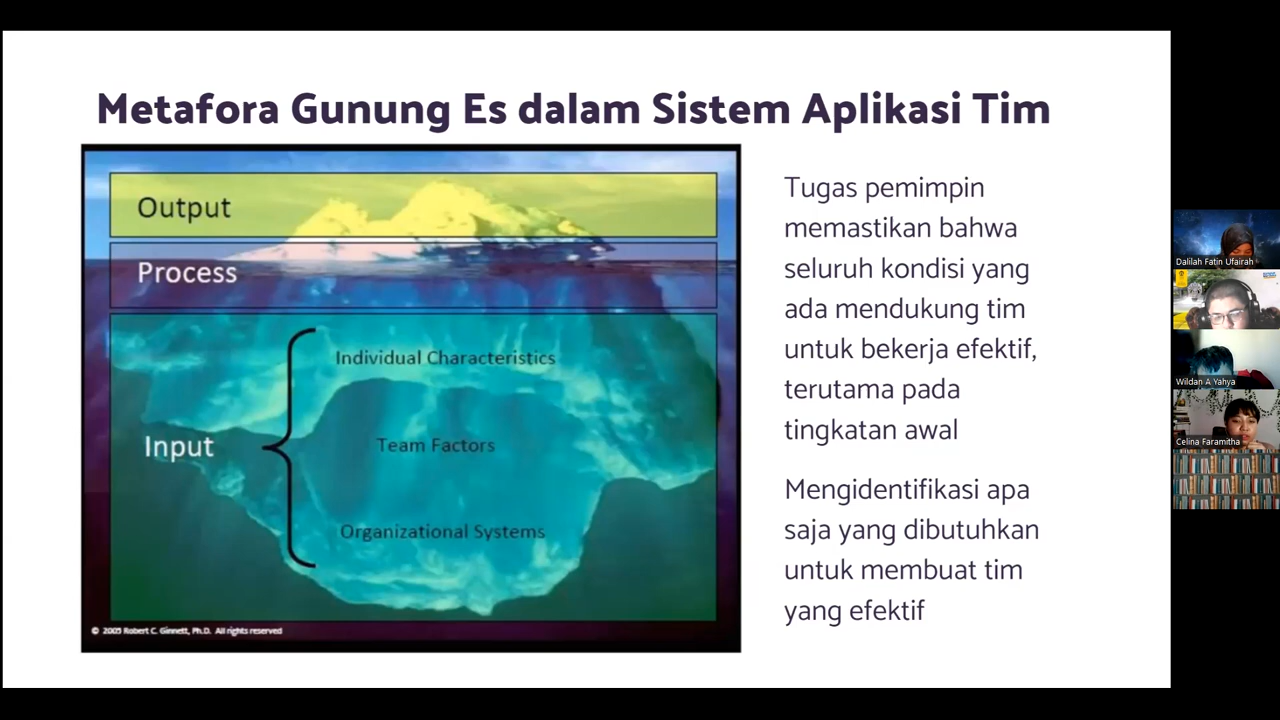 Metafora Gunung Es dalam Sistem Aplikasi Tim
Output
Process
Input
Individual Characteristics
Team Factors
Organizational Systems
© 2005 Robert C. Ginnett, Ph.D. All rights reserved
Tugas pemimpin
memastikan bahwa
seluruh kondisi yang
ada mendukung tim
untuk bekerja efektif,
terutama pada
tingkatan awal
Mengidentifikasi apa
saja yang dibutuhkan
untuk membuat tim
yang efektif
Dalilah Fatin Ufairah
Wildan A Yahya
Celina Faramitha